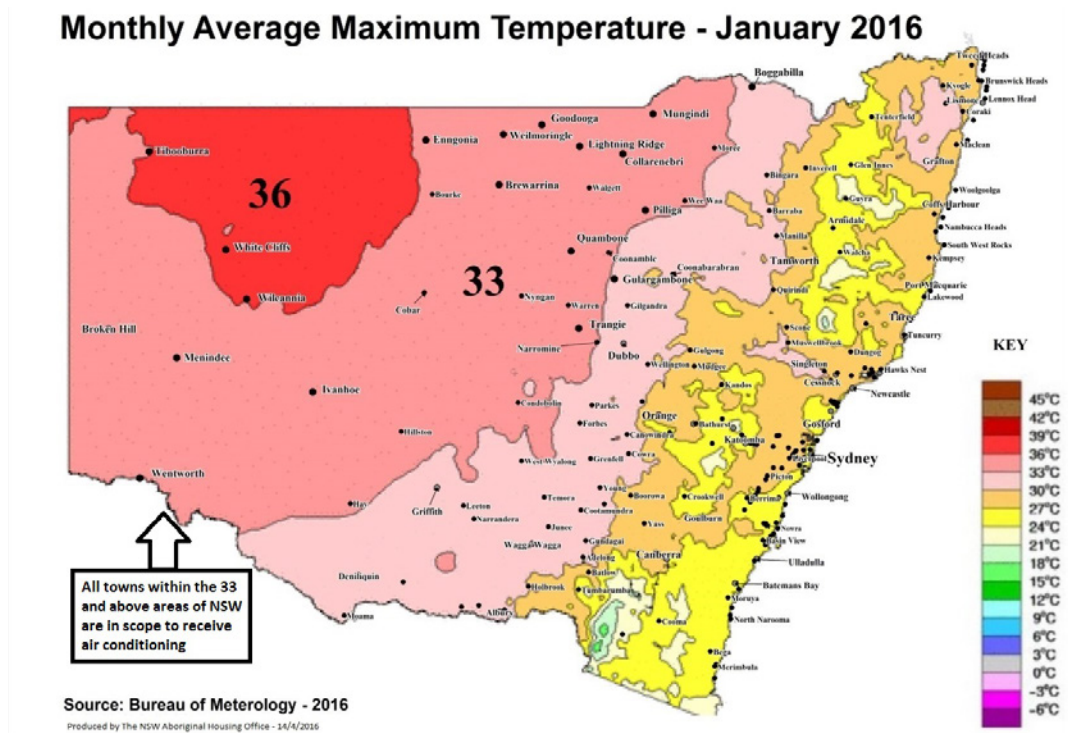 Monthly Average Maximum Temperature - January 2016
Tweed Heads
Boggabilla
Kyogle
Brunswick Heads
Lismore
Lennox Head
Coraki
Mungindi
Goodooga
Tenterfield
Weilmoringle
Enngonia
Lightning Ridge
Collarenebri
Moree
Maclean
Tibooburra
Grafton
Inverell
Glen Innes
Bingara
36
Bourke
Brewarrina
Walgett
Woolgoolga
Guyra
Wee Waa
Coffs Harbour
Pilliga
Barraba
Armidale
Nambucca Heads
Manilla
Quambone
White Cliffs
South West Rocks
Walcha
Coonamble
Kempsey
Tamworth
Coonabarabran
33
Gulargambone
Port Macquarie
Quirindi
Lakewood
Wilcannia
Nyngan
Warren
Gilgandra
Cobar
Taree
Broken Hill
Trangie
Scone
Tuncurry
Muswellbrook
KEY
Narromine
Dubbo
Gulgong
Dungog
Menindee
Wellington
Mudgee
Singleton
Hawks Nest
Cessnock
Kandos
Newcastle
Ivanhoe
Condobolin
Parkes
Orange
Forbes
Bathurst
Gosford
Hillston
Canowindra
Katoomba
Cowra
Sydney
West Wyalong
Grenfell
Liverpool
Wentworth
Picton
Young
Temora
Boorowa
Crookwell
Berrima
Wollongong
Hay
Griffith
Leeton
Cootamundra
Narrandera
Junee
Yass
Goulburn
Nowra
Wagga Wagga
Gundagai
Basin View
Adelong
Canberra
Ulladulla
Deniliquin
Batlow
Holbrook
Tumbarumba
Batemans Bay
Moruya
Moama
Albury
Cooma
North Narooma
Bega
Merimbula
45°C
42°C
39°C
36°C
33°C
30°C
27°C
24°C
21°C
18°C
15°C
12°C
9°C
6°C
3°C
0°C
-3°C
-6°C
All towns within the 33
and above areas of NSW
are in scope to receive
air conditioning
Source: Bureau of Meterology - 2016
Produced by The NSW Aboriginal Housing Office - 14/4/2016